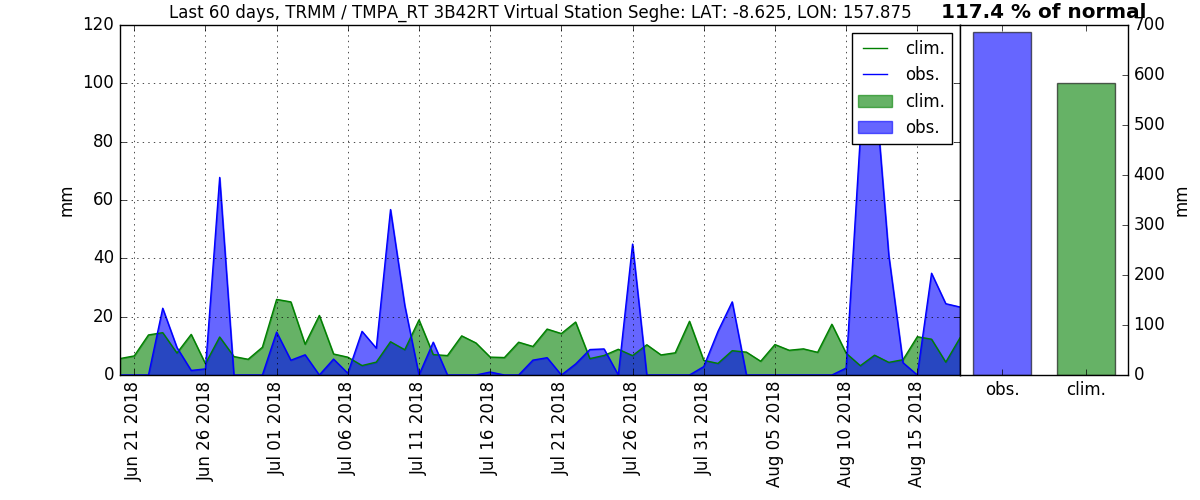 Last 60 days, TRMM / TMPA_RT 3B42RT Virtual Station Seghe: LAT: -8.625, LON: 157.875
117.4 % of normal
120
100
80
60
40
20
0
mm
clim.
obs.
clim.
obs.
700
600
500
400
300
200
100
0
mm
obs.
clim.
Jun 21 2018
Jun 26 2018
Jul 01 2018
Jul 06 2018
Jul 11 2018
Jul 16 2018
Jul 21 2018
Jul 26 2018
Jul 31 2018
Aug 05 2018
Aug 10 2018
Aug 15 2018